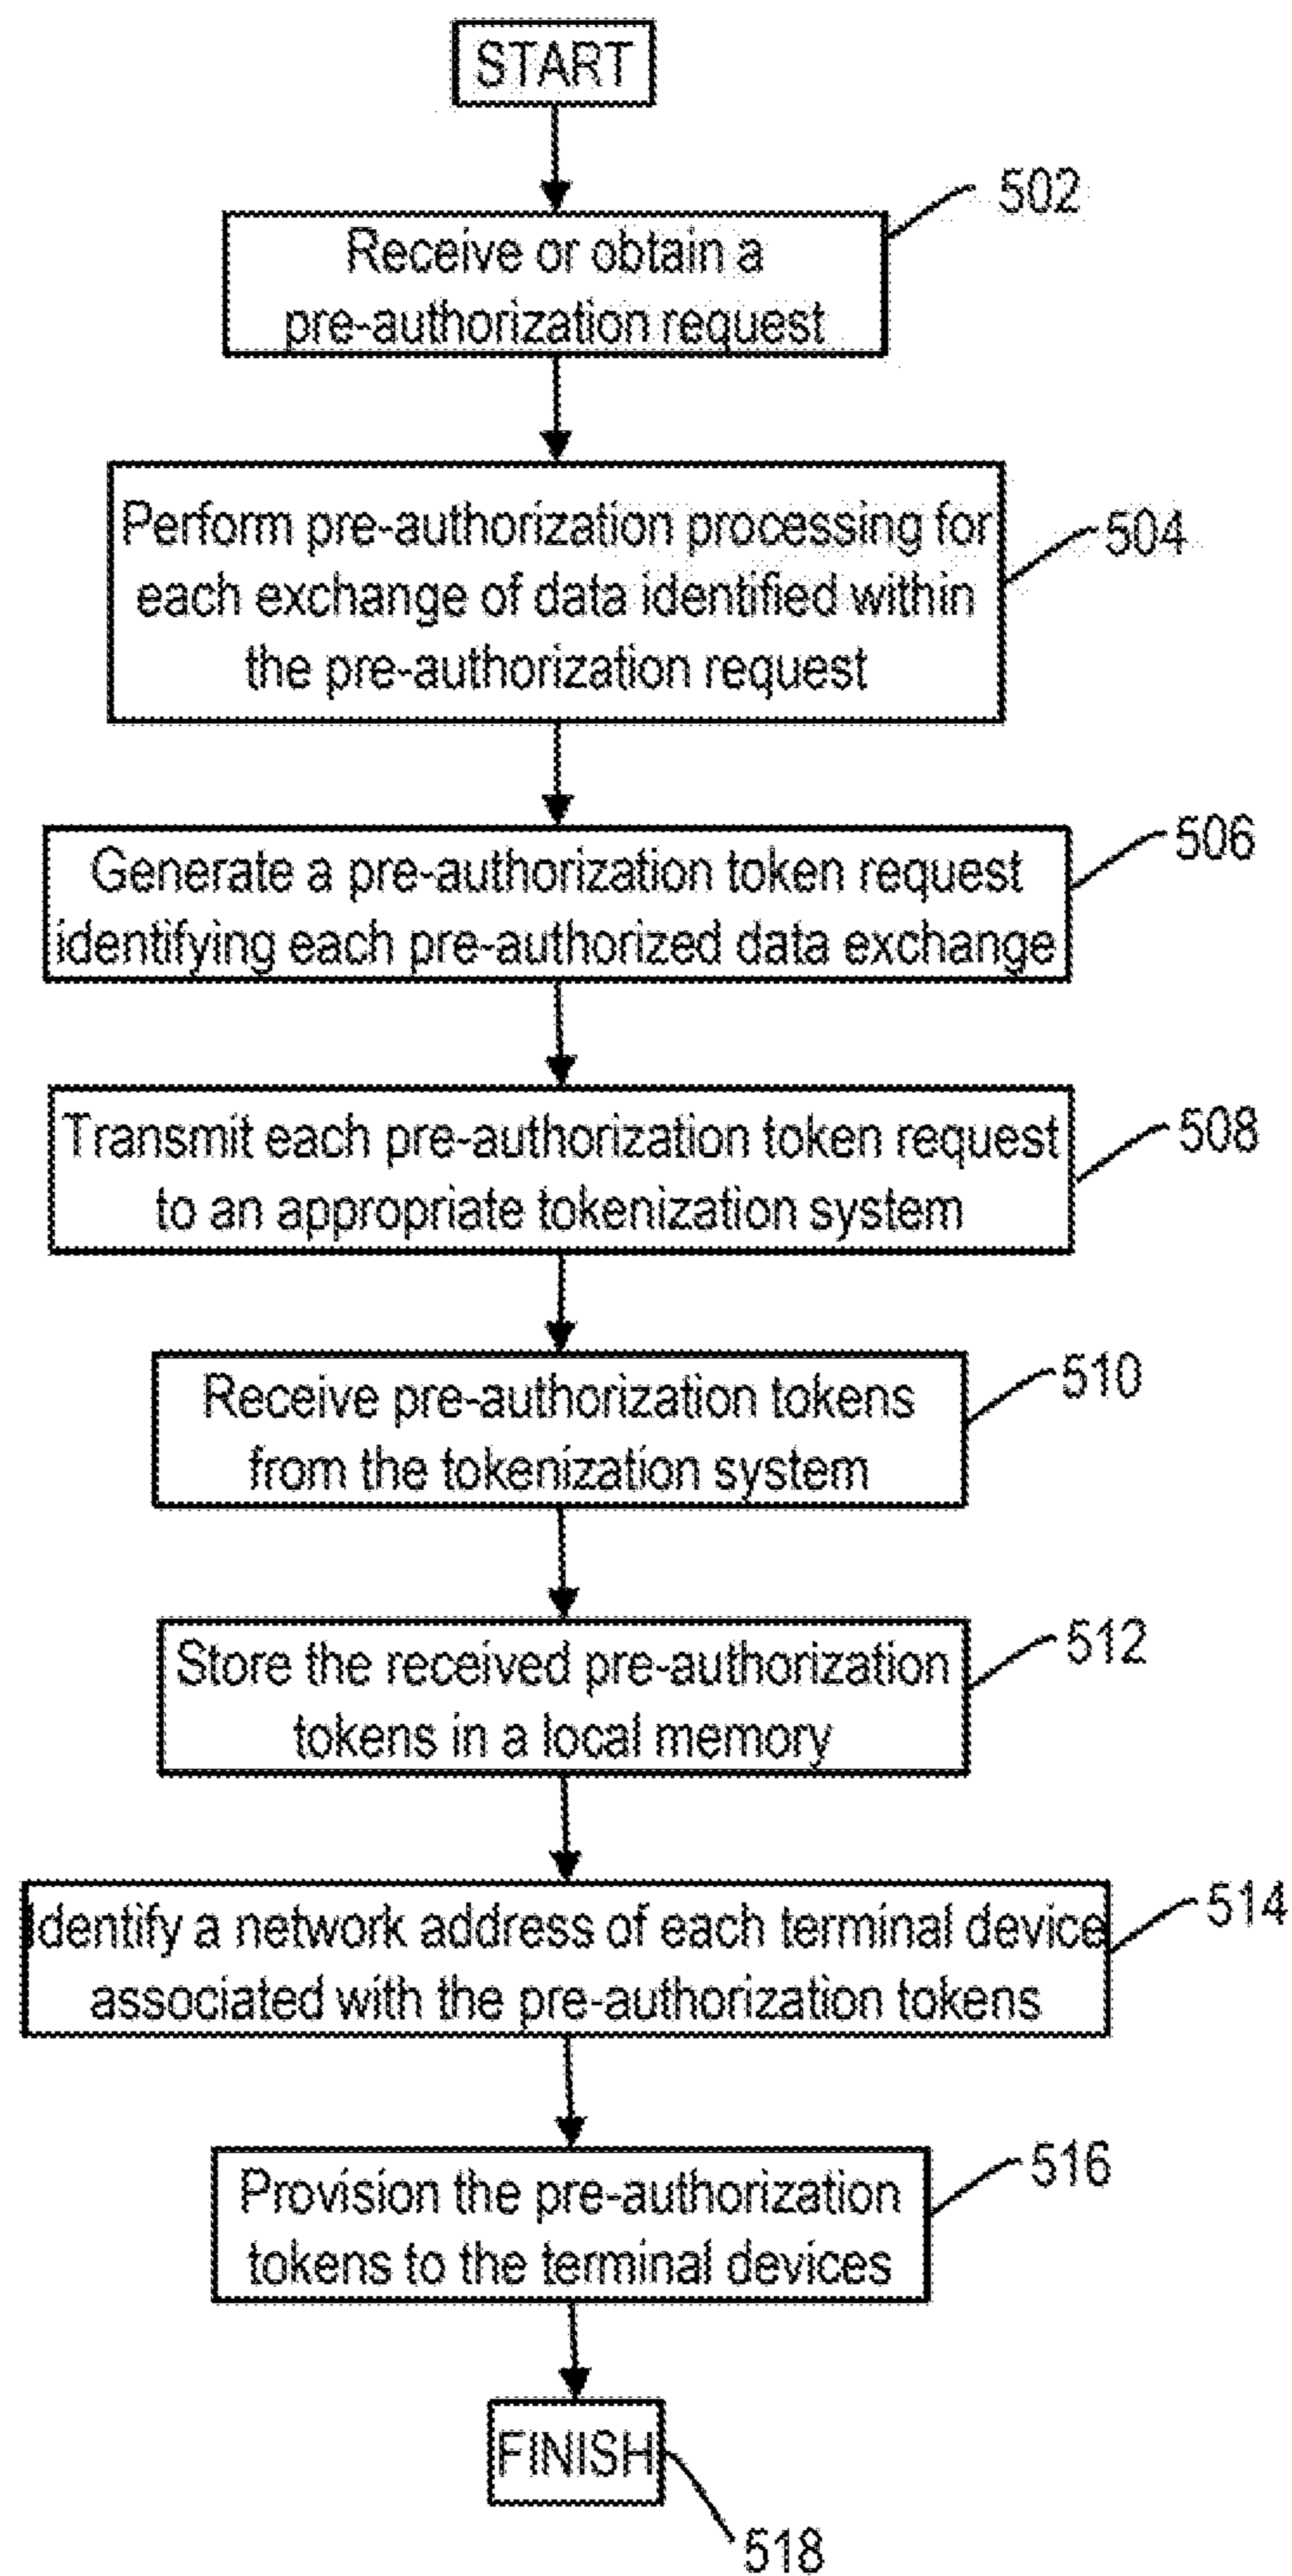 START
502
Receive or obtain a
pre-authorization request
504
Perform pre-authorization processing for
each exchange of data identified within
the pre-authorization request
506
Generate a pre-authorization token request
identifying each pre-authorized data exchange
508
Transmit each pre-authorization token request
to an appropriate tokenization system
510
Receive pre-authorization tokens
from the tokenization system
512
Store the received pre-authorization
tokens in a local memory
514
Identify a network address of each terminal device
associated with the pre-authorization tokens
516
Provision the pre-authorization
tokens to the terminal devices
FINISH
518